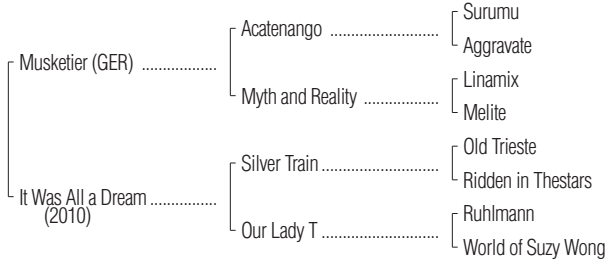 Surumu
Acatenango ........................
Aggravate
Musketier (GER) .................
Linamix
Myth and Reality .................
Melite
Old Trieste
Silver Train ..........................
Ridden in Thestars
It Was All a Dream ...............
(2010)
Ruhlmann
Our Lady T ..........................
World of Suzy Wong